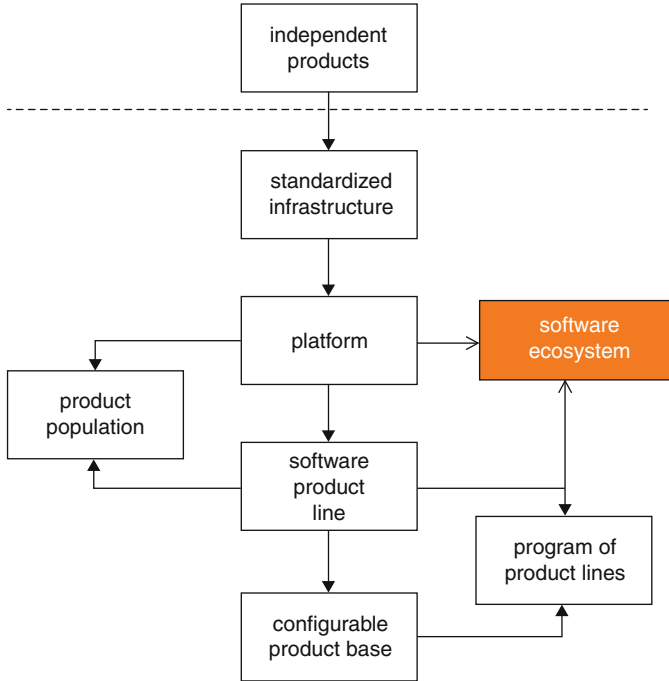 independent
products
standardized
infrastructure
platform
software
ecosystem
product
population
software
product
line
program of
product lines
configurable
product base